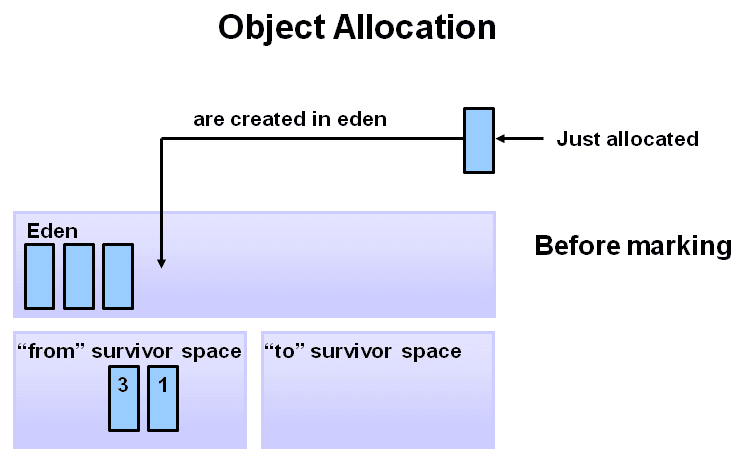 Object Allocation
are created in eden
Just allocated
Eden
Before marking
“from” survivor space
“to” survivor space
3 1